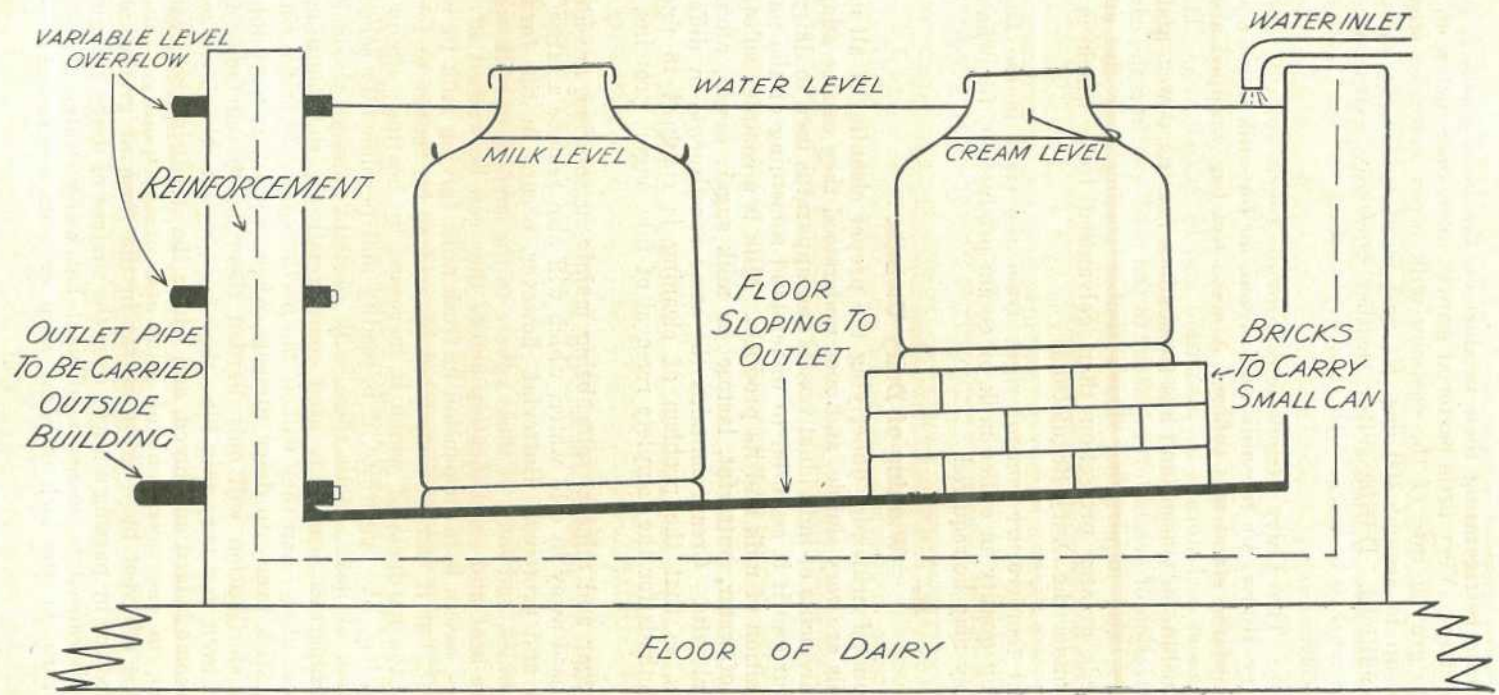 VARIABLE LEVEL
OVERFLOW
WATER INLET
WATER LEVEL
MILK LEVEL
CREAM LEVEL
REINFORCEMENT
FLOOR
SLOPING TO
OUTLET
OUTLET PIPE
TO BE CARRIED
OUTSIDE
BUILDING
BRICKS
TO CARRY
SMALL CAN
FLOOR OF DAIRY